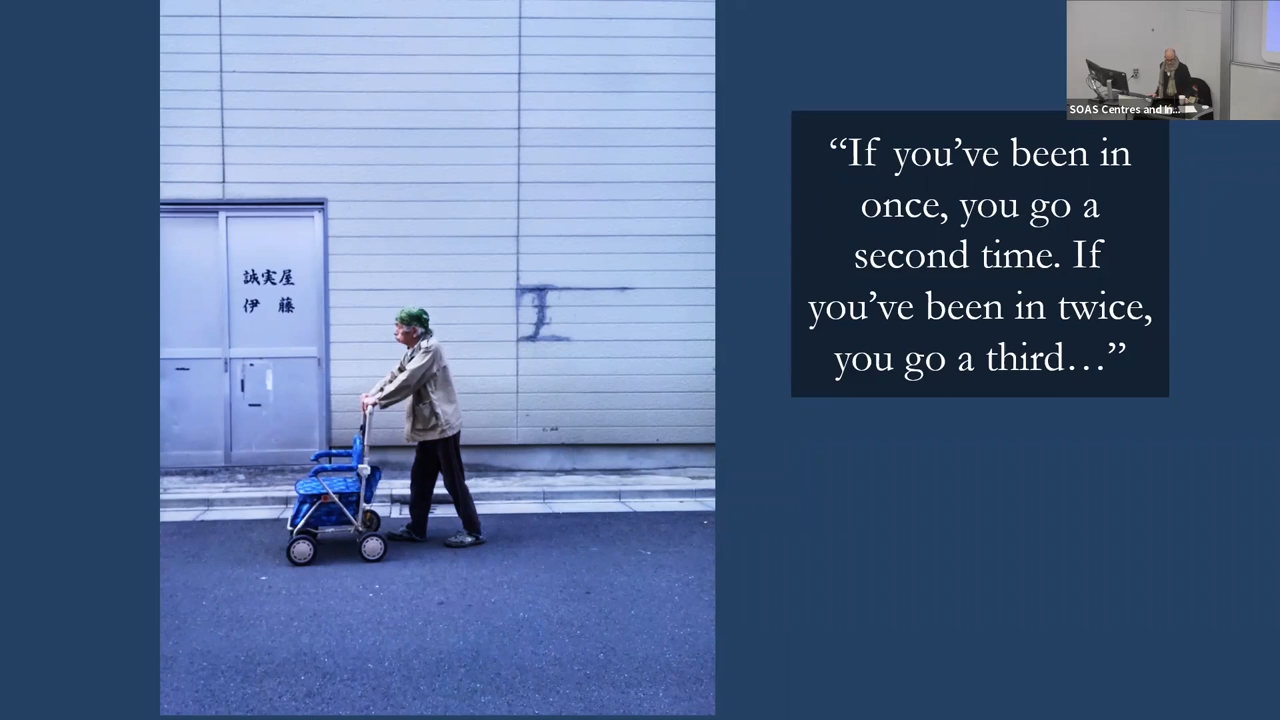 誠実屋
伊 藤
SOAS Centres and In...
“If you’ve been in
once, you go a
second time. If
you’ve been in twice,
you go a third…”